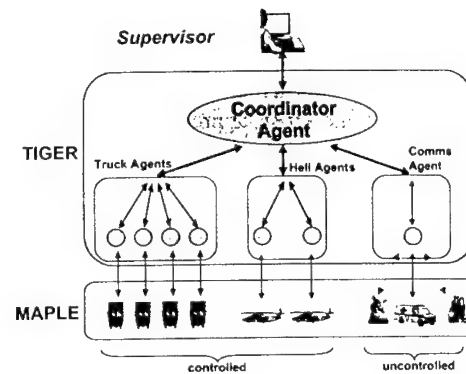 Supervisor
Coordinator
Agent
TIGER
Truck Agents
Heli Agents
Comms
Agent
MAPLE
controlled
uncontrolled